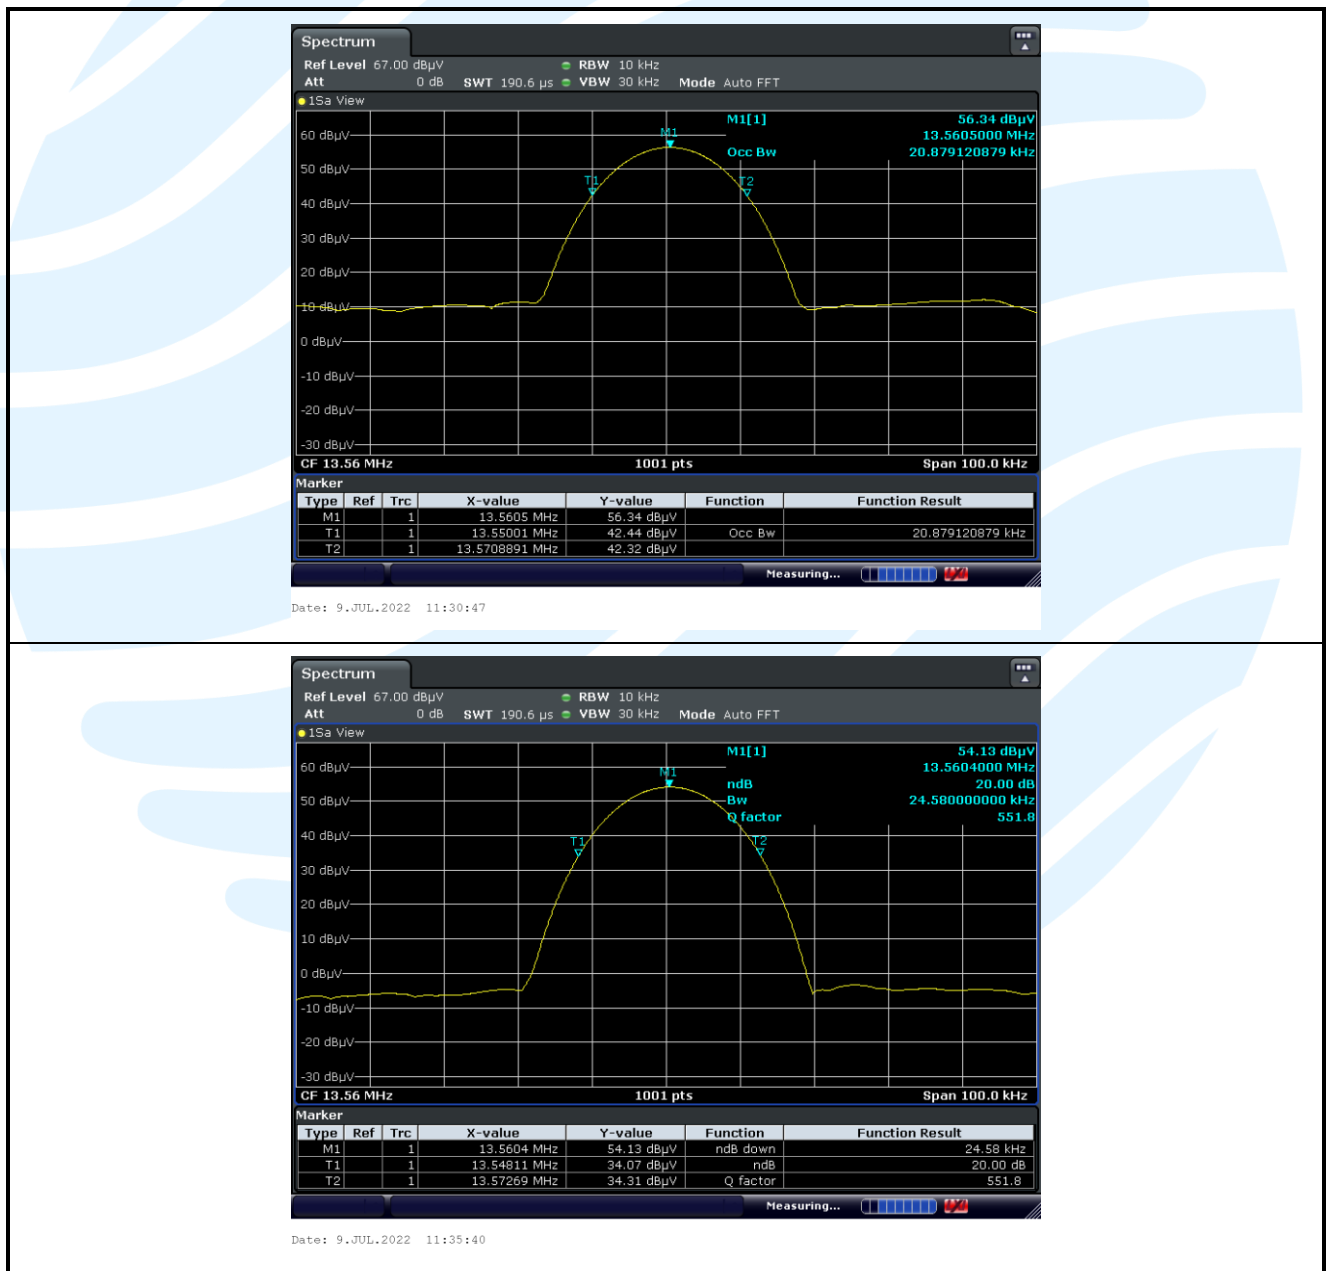 Spectrum
Ref Level 67.00 dBµV RBW 10 kHz
Att 0 dB SWT 190.6 µs VBW 30 kHz Mode Auto FFT
1Sa View
M1[1] 56.34 dBµV
13.5605000 MHz
Occ Bw 20.879120879 kHz
M1
T1
T2
60 dBµV
50 dBµV
40 dBµV
30 dBµV
20 dBµV
10 dBµV
0 dBµV
-10 dBµV
-20 dBµV
-30 dBµV
CF 13.56 MHz 1001 pts Span 100.0 kHz
Marker
Type Ref Trc X-value Y-value Function Function Result
M1 1 13.5605 MHz 56.34 dBµV
T1 1 13.55001 MHz 42.44 dBµV Occ Bw 20.879120879 kHz
T2 1 13.5708891 MHz 42.32 dBµV
Measuring...
Date: 9.JUL.2022 11:30:47
Spectrum
Ref Level 67.00 dBµV RBW 10 kHz
Att 0 dB SWT 190.6 µs VBW 30 kHz Mode Auto FFT
1Sa View
M1[1] 54.13 dBµV
13.5604000 MHz
ndB 20.00 dB
Bw 24.580000000 kHz
Q factor 551.8
M1
T1
T2
60 dBµV
50 dBµV
40 dBµV
30 dBµV
20 dBµV
10 dBµV
0 dBµV
-10 dBµV
-20 dBµV
-30 dBµV
CF 13.56 MHz 1001 pts Span 100.0 kHz
Marker
Type Ref Trc X-value Y-value Function Function Result
M1 1 13.5604 MHz 54.13 dBµV ndB down 24.58 kHz
T1 1 13.54811 MHz 34.07 dBµV ndB 20.00 dB
T2 1 13.57269 MHz 34.31 dBµV Q factor 551.8
Measuring...
Date: 9.JUL.2022 11:35:40